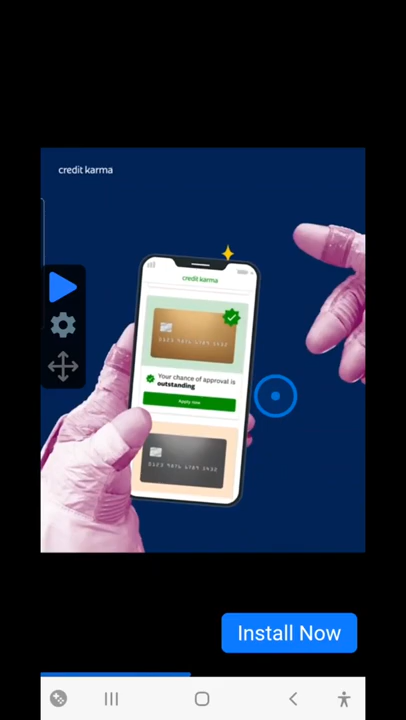 credit karma
credit karma
Your chance of approval is
outstanding
Apply now
Install Now